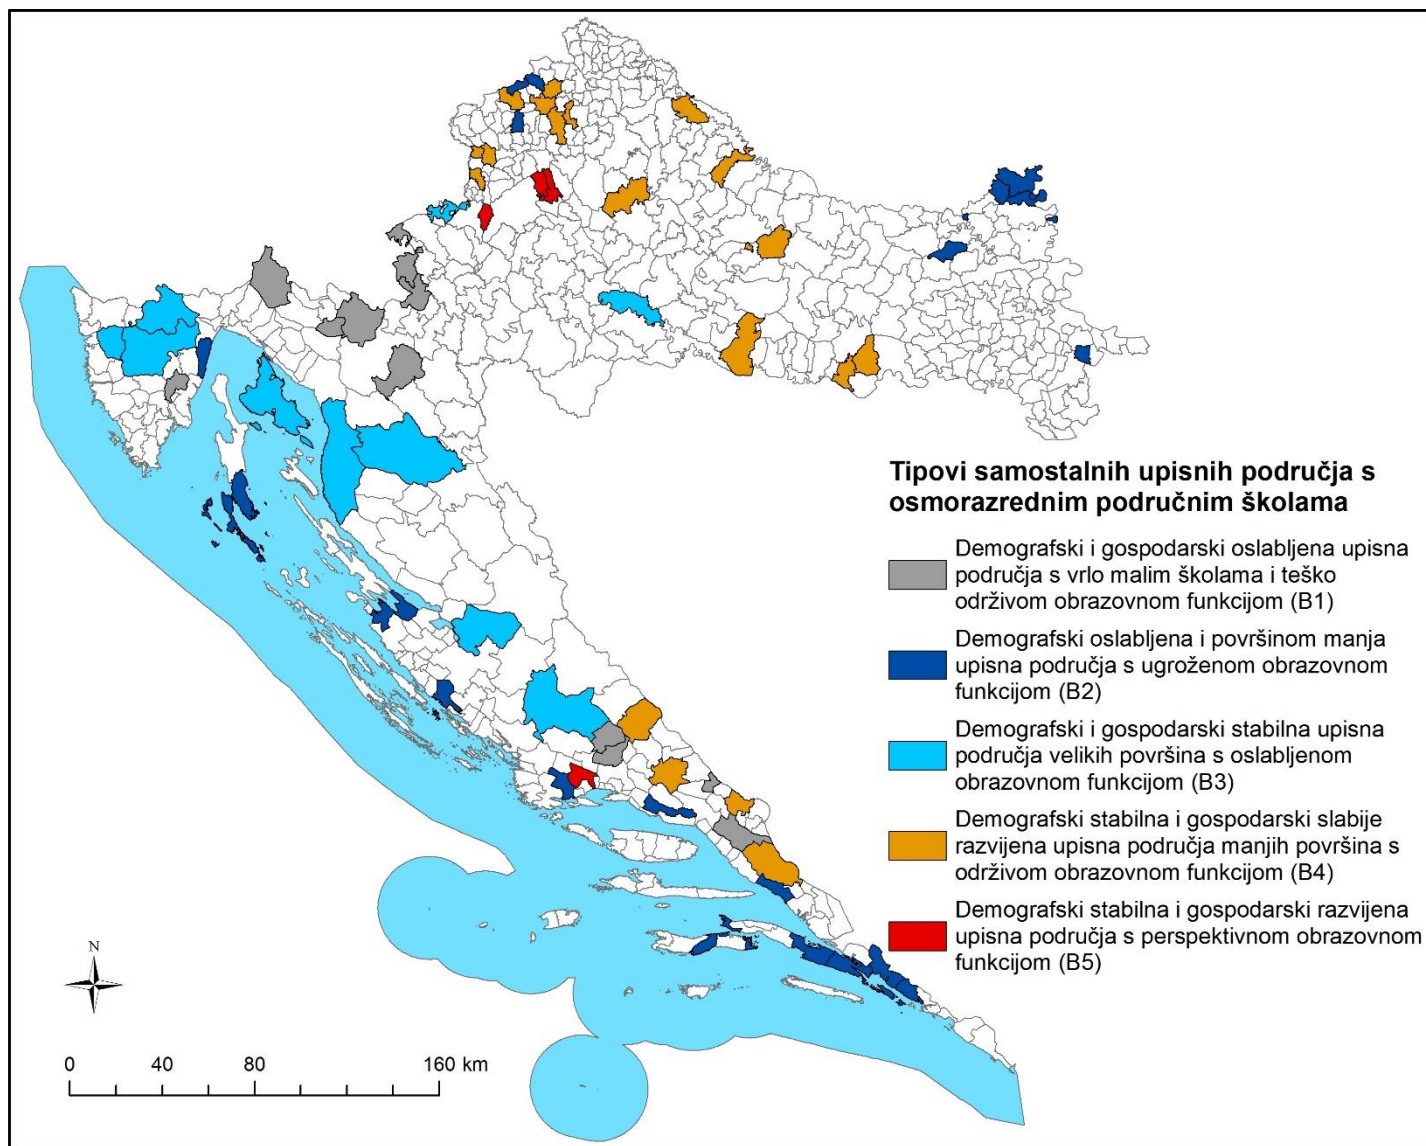 Tipovi samostalnih upisnih područja s
osmorazrednim područnim školama
Demografski i gospodarski oslabljena upisna
područja s vrlo malim školama i teško
održivom obrazovnom funkcijom (B1)
Demografski oslabljena i površinom manja
upisna područja s ugroženom obrazovnom
funkcijom (B2)
Demografski i gospodarski stabilna upisna
područja velikih površina s oslabljenom
obrazovnom funkcijom (B3)
Demografski stabilna i gospodarski slabije
razvijena upisna područja manjih površina s
održivom obrazovnom funkcijom (B4)
Demografski stabilna i gospodarski razvijena
upisna područja s perspektivnom obrazovnom
funkcijom (B5)
N
0 40 80 160 km